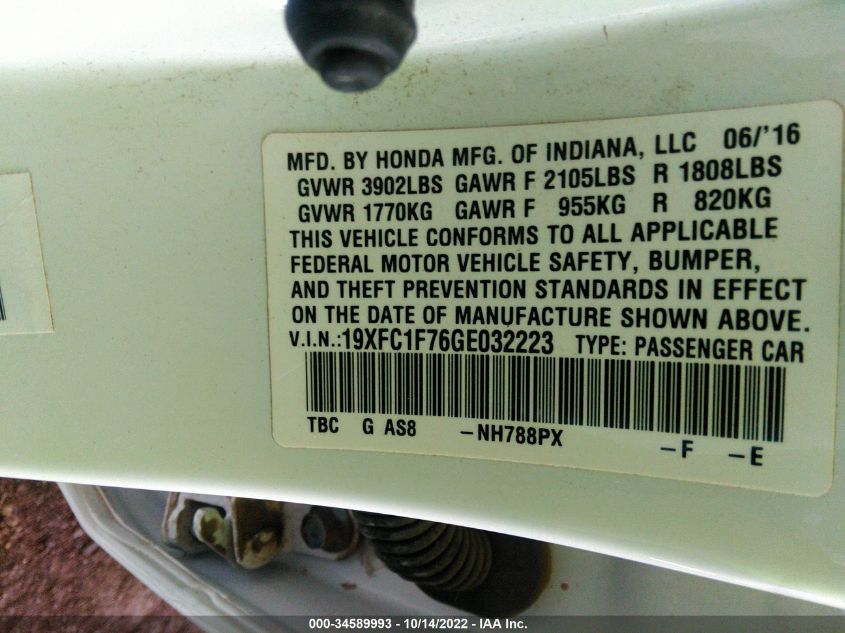 MFD. BY HONDA MFG. OF INDIANA, LLC 06/'16
GVWR 3902LBS GAWR F 2105LBS R 1808LBS
GVWR 1770KG GAWR F 955KG R 820KG
THIS VEHICLE CONFORMS TO ALL APPLICABLE
FEDERAL MOTOR VEHICLE SAFETY, BUMPER,
AND THEFT PREVENTION STANDARDS IN EFFECT
ON THE DATE OF MANUFACTURE SHOWN ABOVE.
V.I.N.:19XFC1F76GE032223 TYPE: PASSENGER CAR
TBC G AS8 -NH788PX -F -E
000-34589993 - 10/14/2022 - IAA Inc.